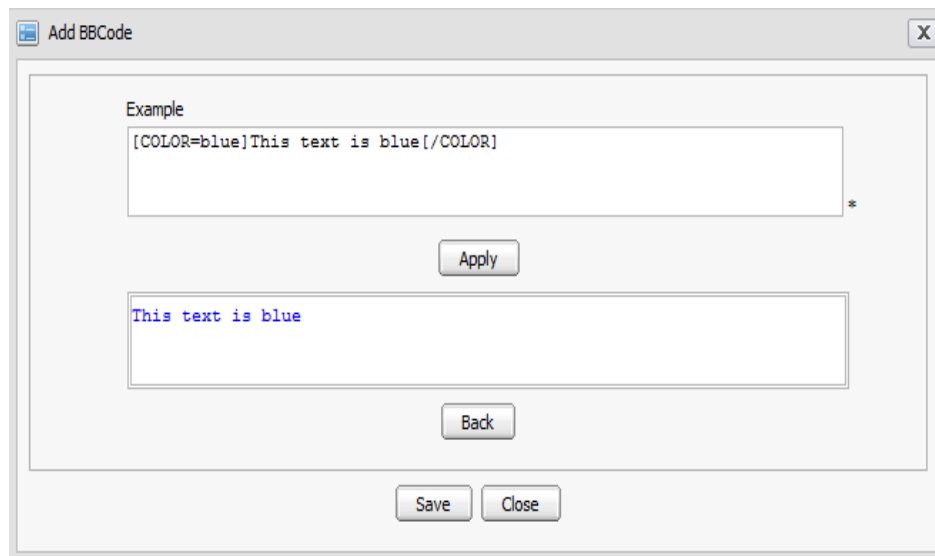 Add BBCode
X
Example
[COLOR=blue]This text is blue[/COLOR]
*
Apply
This text is blue
Back
Save Close